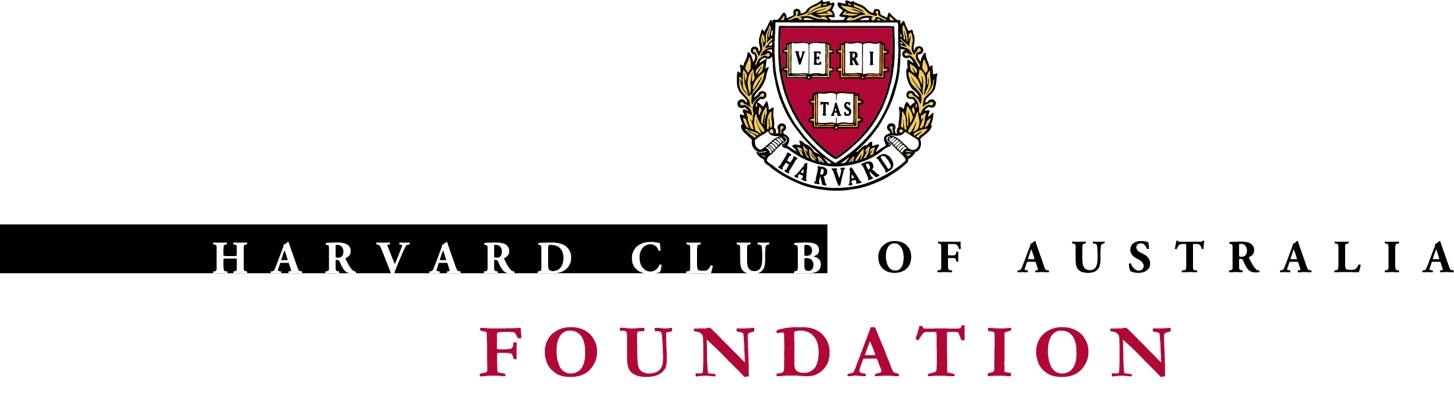 VE RI
TAS
HARVARD
HARVARD CLUB OF AUSTRALIA
FOUNDATION